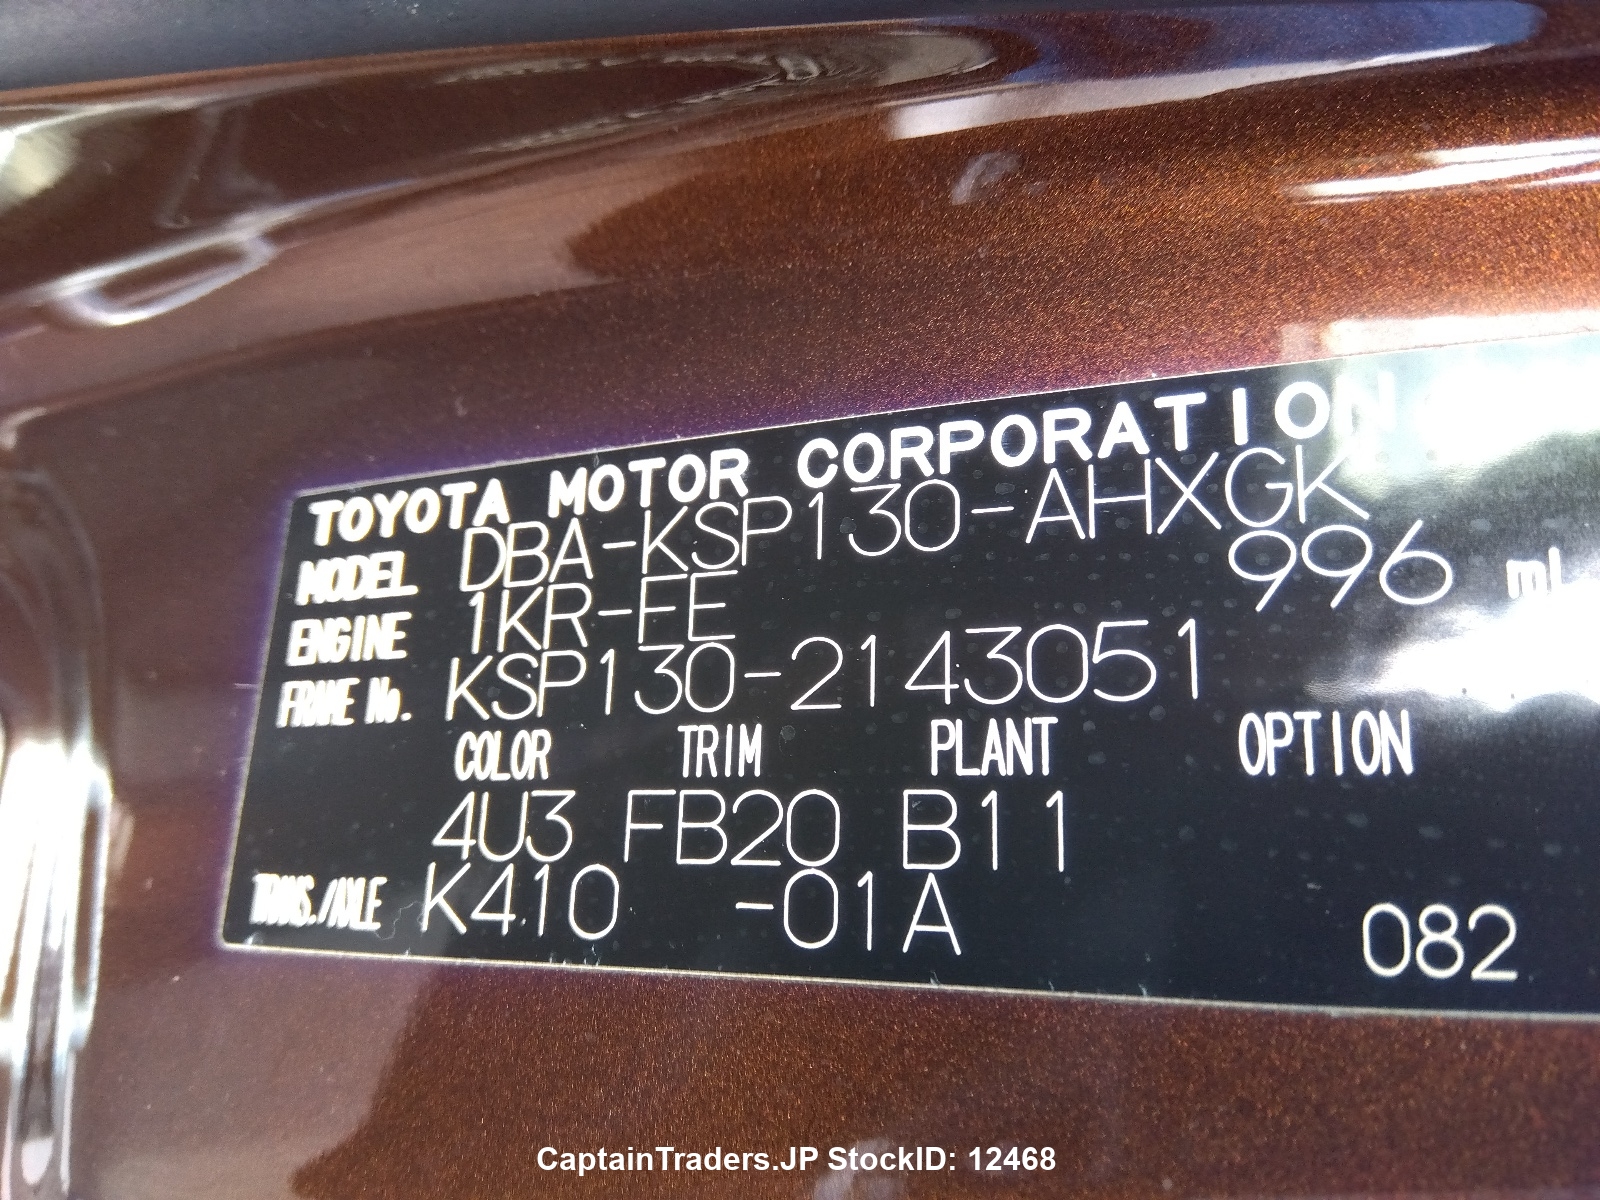 TOYOTA MOTOR CORPORATION
MODEL DBA-KSP130-AHXGK
ENGINE 1KR-FE 996 ml
FRAME No. KSP130-2143051
COLOR TRIM PLANT OPTION
4U3 FB20 B11
TRANS./AXLE K410 -01A
082
CaptainTraders.JP StockID: 12468